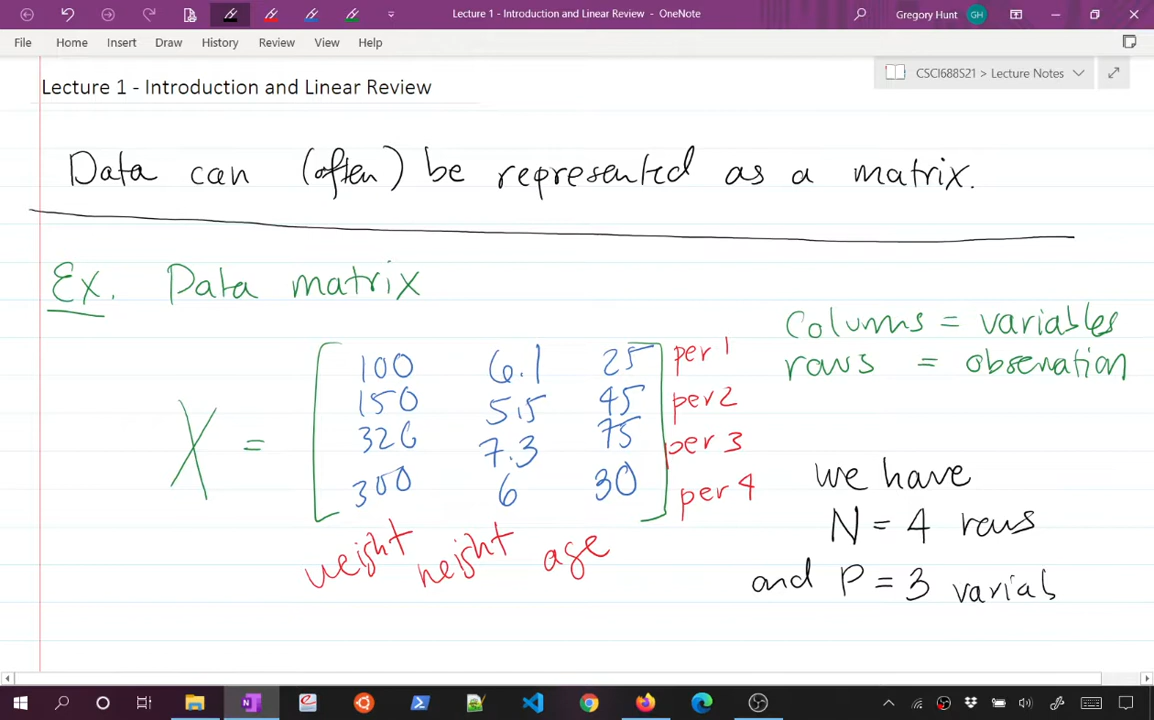 Lecture 1 - Introduction and Linear Review - OneNote
Gregory Hunt
GH
File Home Insert Draw History Review View Help
Lecture 1 - Introduction and Linear Review
CSCI688S21 > Lecture Notes
Data can (often) be represented as a matrix.
Ex. Data matrix
Columns = variables
rows = observation
X =
100 6.1 25 per 1
150 5.5 45 per 2
326 7.3 75 per 3
300 6 30 per 4
weight height age
we have
N = 4 rows
and P = 3 variab